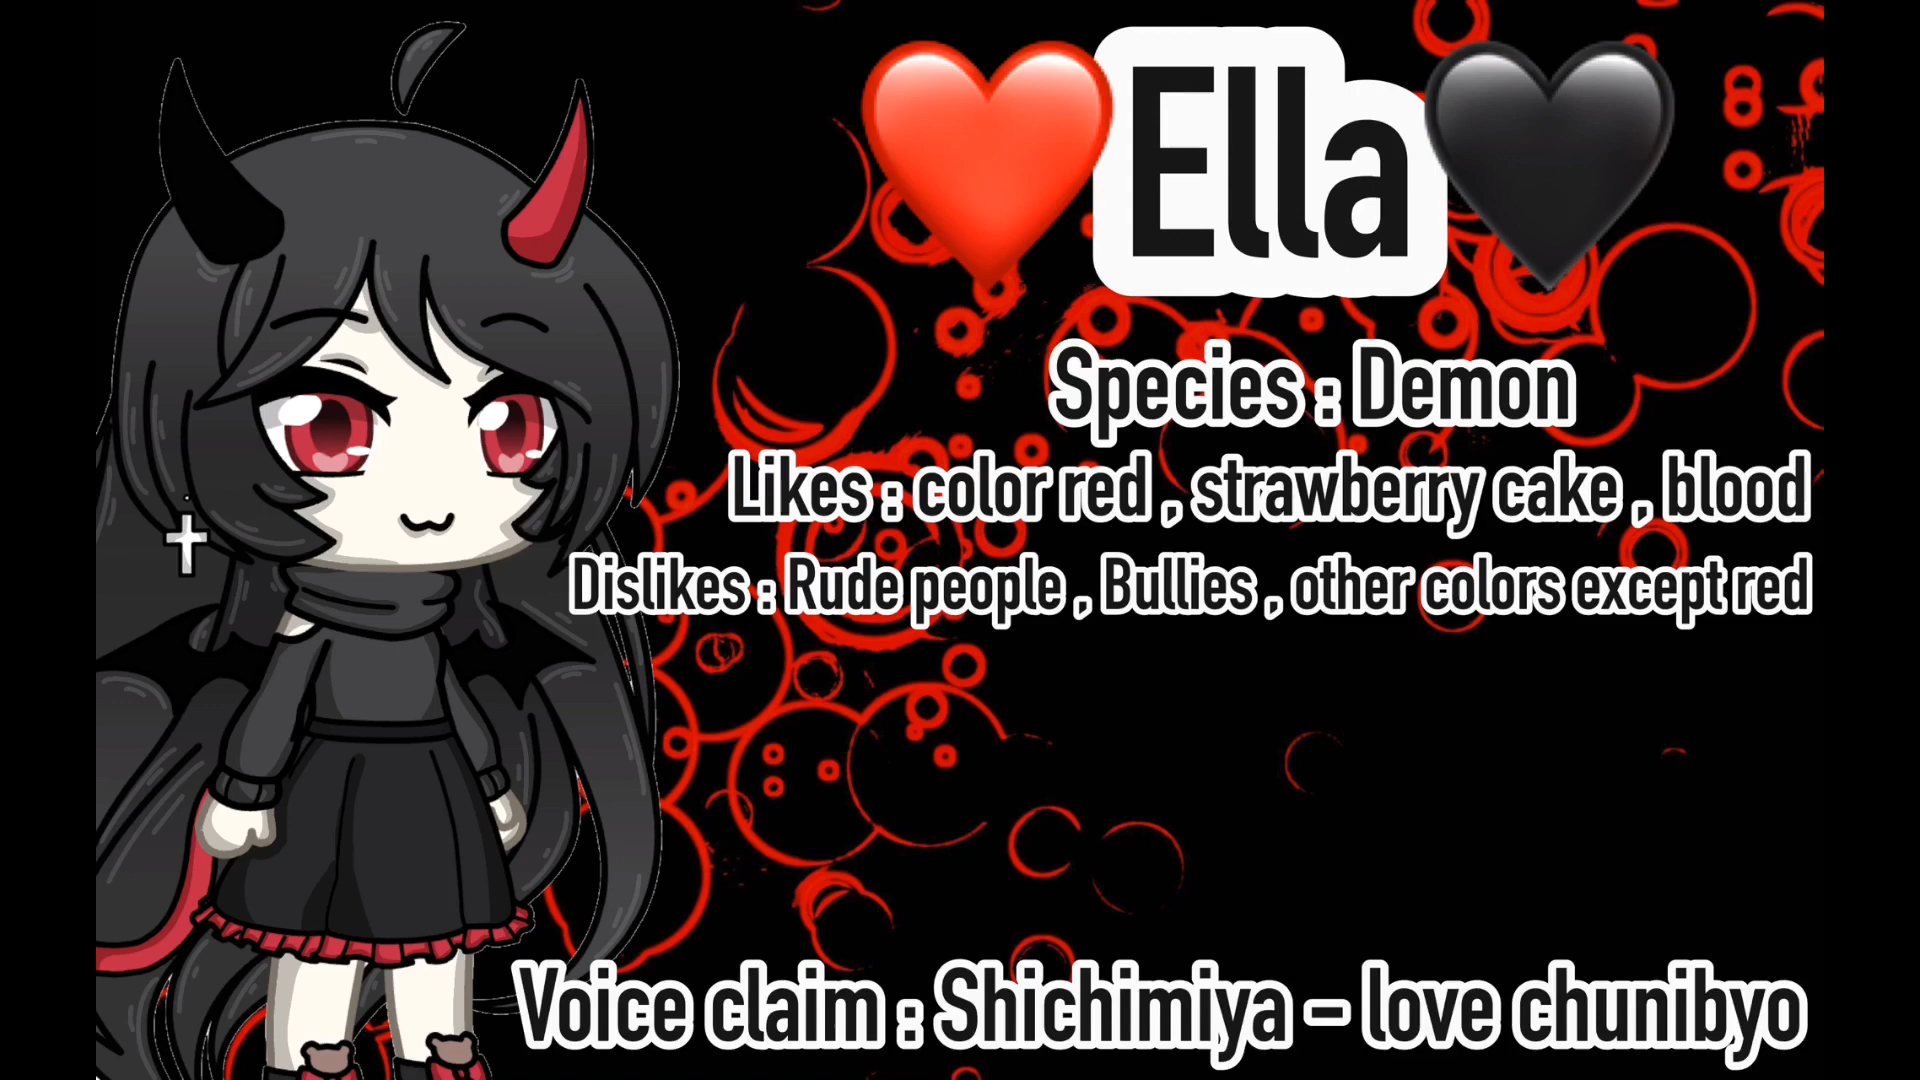 ❤️Ella🖤
Species : Demon
Likes : color red , strawberry cake , blood
Dislikes : Rude people , Bullies , other colors except red
Voice claim : Shichimiya – love chunibyo